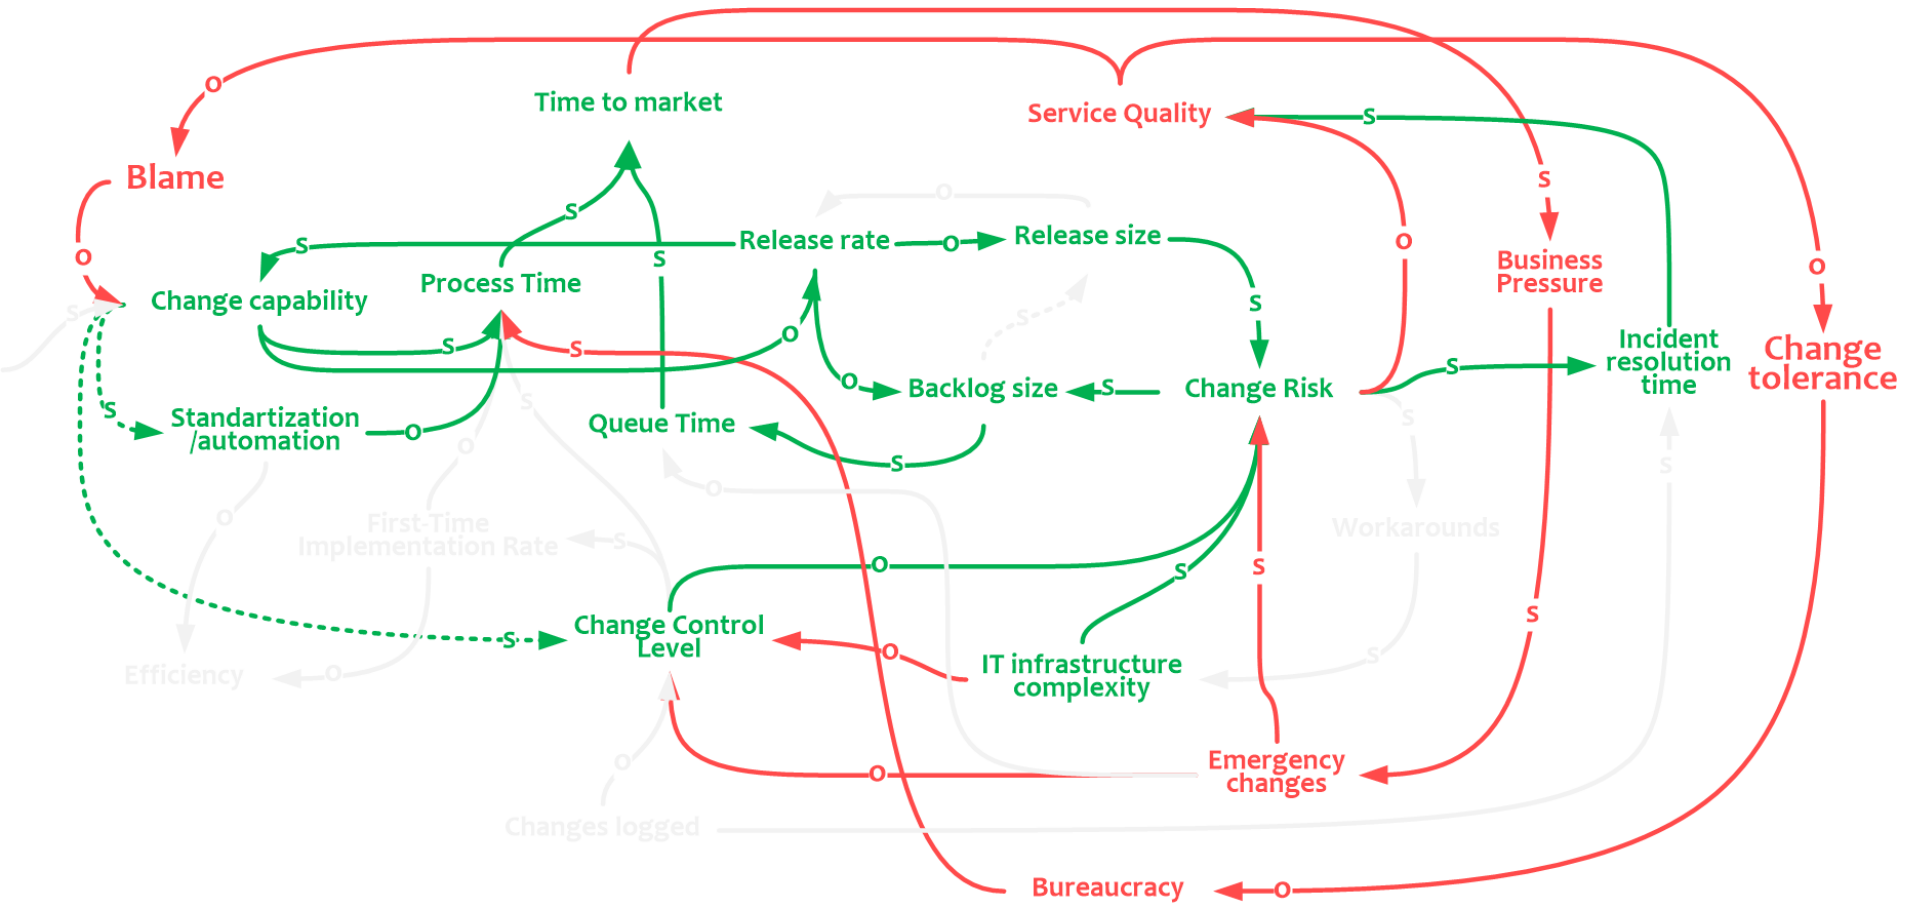 Time to market
Service Quality
Blame
Release rate
Release size
Process Time
Change capability
Business
Pressure
Incident
resolution
time
Change
tolerance
Backlog size
Change Risk
Standartization
/automation
Queue Time
First-Time
Implementation Rate
Workarounds
Change Control
Level
IT infrastructure
complexity
Efficiency
Emergency
changes
Changes logged
Bureaucracy
O
S
O
S
O
S
O
S
S
O
S
S
O
O
S
S
S
O
S
O
S
S
O
S
S
O
S
O
O
S
O
S
S
S
S
O
S
O
S
O
O
O
O